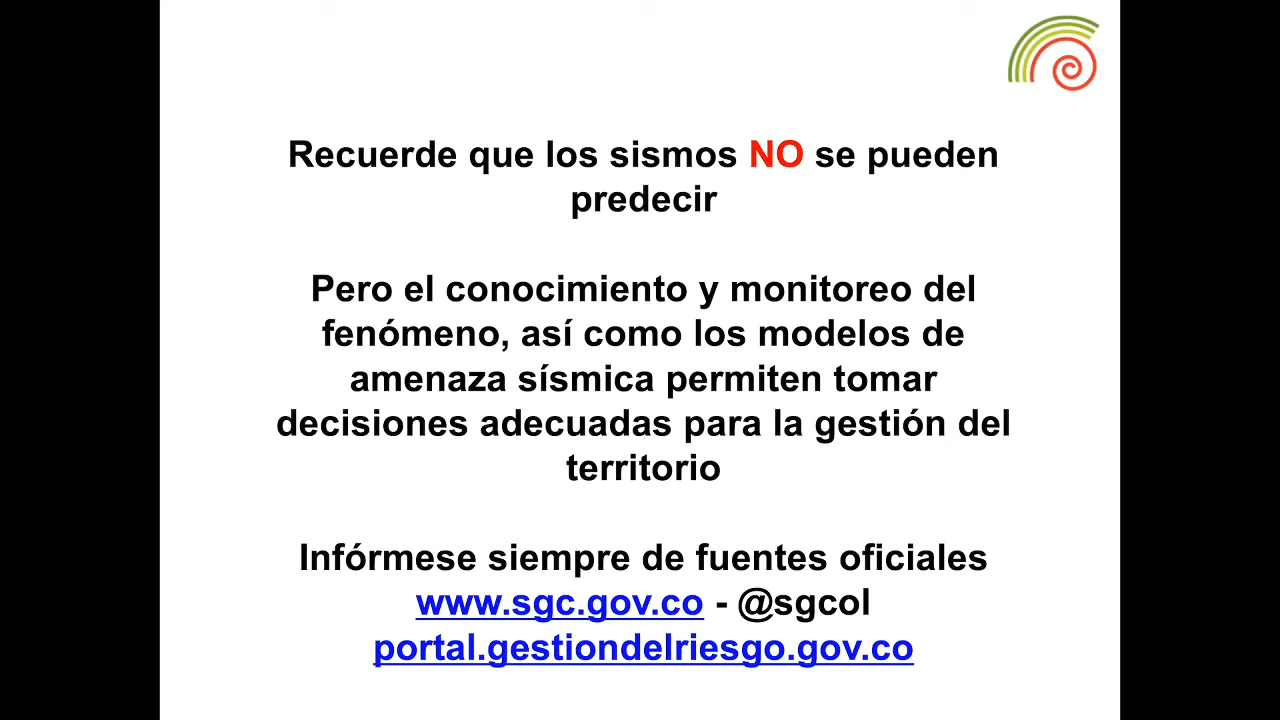 Recuerde que los sismos NO se pueden
predecir
Pero el conocimiento y monitoreo del
fenómeno, así como los modelos de
amenaza sísmica permiten tomar
decisiones adecuadas para la gestión del
territorio
Infórmese siempre de fuentes oficiales
www.sgc.gov.co - @sgcol
portal.gestiondelriesgo.gov.co